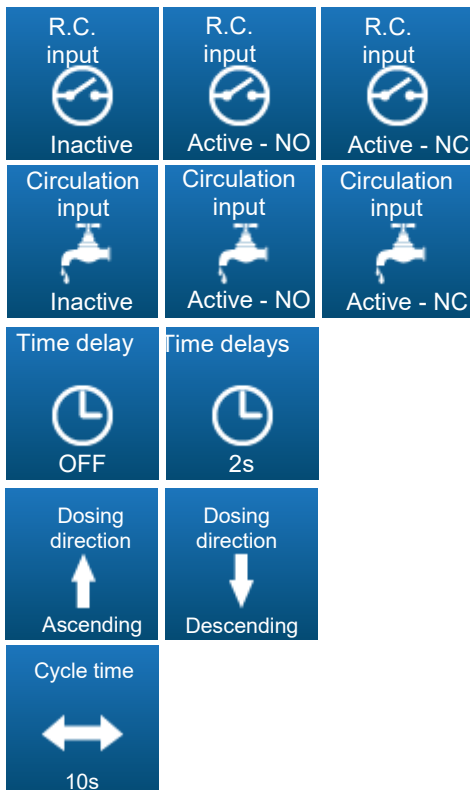 R.C.
input
Inactive
R.C.
input
Active - NO
R.C.
input
Active - NC
Circulation
input
Inactive
Circulation
input
Active - NO
Circulation
input
Active - NC
Time delay
OFF
Time delays
2s
Dosing
direction
Ascending
Dosing
direction
Descending
Cycle time
10s